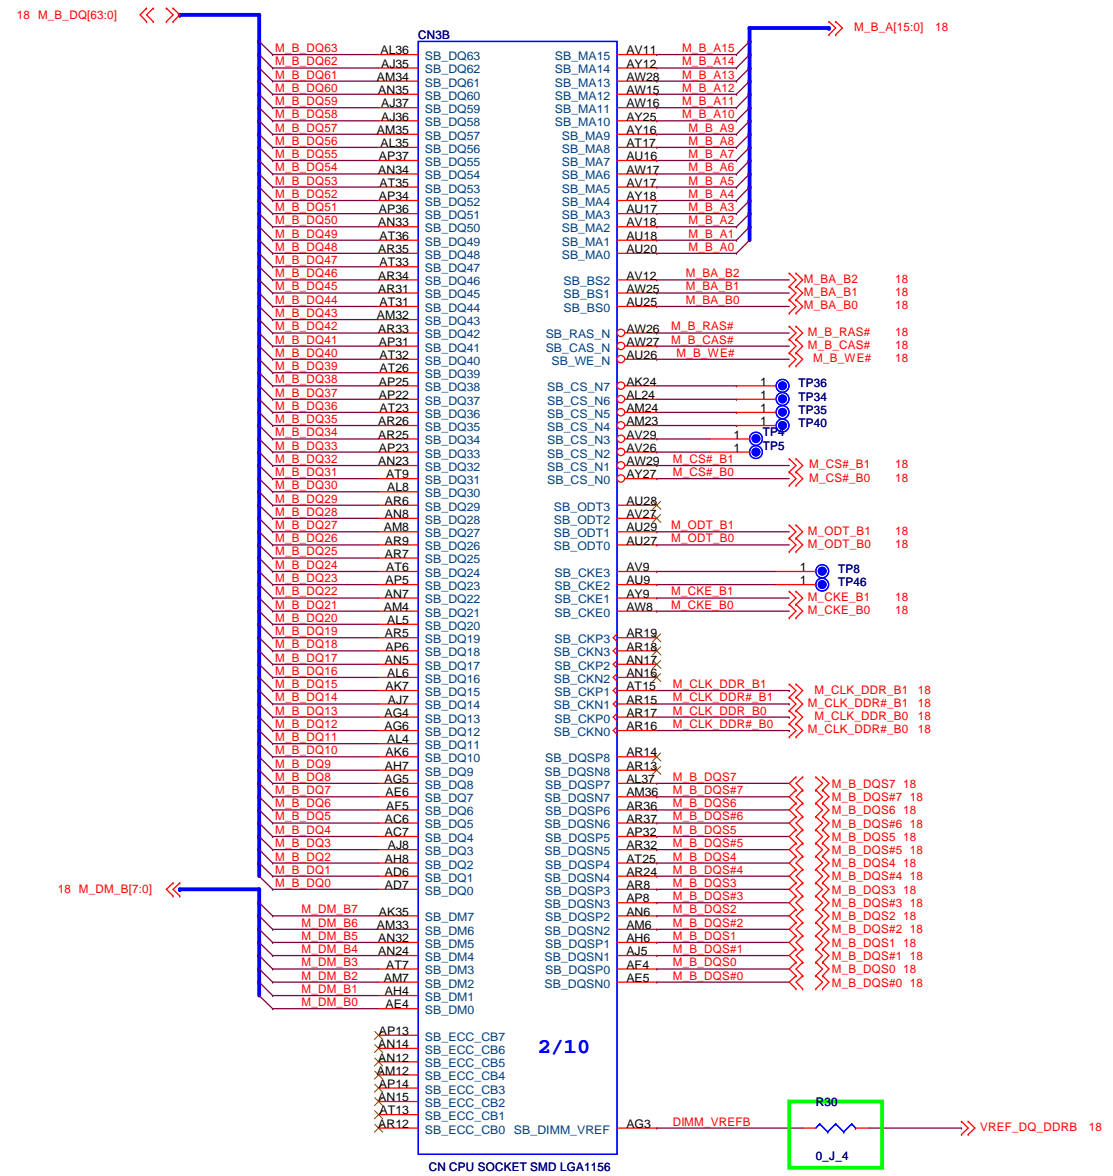 18 M_B_DQ[63:0]
M_B_A[15:0] 18
CN3B
M_B_DQ63 AL36 SB_DQ63 SB_MA15 AV11 M_B_A15
M_B_DQ62 AJ35 SB_DQ62 SB_MA14 AY12 M_B_A14
M_B_DQ61 AM34 SB_DQ61 SB_MA13 AW28 M_B_A13
M_B_DQ60 AN35 SB_DQ60 SB_MA12 AW15 M_B_A12
M_B_DQ59 AJ37 SB_DQ59 SB_MA11 AW16 M_B_A11
M_B_DQ58 AJ36 SB_DQ58 SB_MA10 AY25 M_B_A10
M_B_DQ57 AM35 SB_DQ57 SB_MA9 AY16 M_B_A9
M_B_DQ56 AL35 SB_DQ56 SB_MA8 AT17 M_B_A8
M_B_DQ55 AP37 SB_DQ55 SB_MA7 AU16 M_B_A7
M_B_DQ54 AN34 SB_DQ54 SB_MA6 AW17 M_B_A6
M_B_DQ53 AT35 SB_DQ53 SB_MA5 AV17 M_B_A5
M_B_DQ52 AP34 SB_DQ52 SB_MA4 AY18 M_B_A4
M_B_DQ51 AP36 SB_DQ51 SB_MA3 AU17 M_B_A3
M_B_DQ50 AN33 SB_DQ50 SB_MA2 AV18 M_B_A2
M_B_DQ49 AT36 SB_DQ49 SB_MA1 AU18 M_B_A1
M_B_DQ48 AR35 SB_DQ48 SB_MA0 AU20 M_B_A0
M_B_DQ47 AT33 SB_DQ47
M_B_DQ46 AR34 SB_DQ46 SB_BS2 AV12 M_BA_B2 M_BA_B2 18
M_B_DQ45 AR31 SB_DQ45 SB_BS1 AW25 M_BA_B1 M_BA_B1 18
M_B_DQ44 AT31 SB_DQ44 SB_BS0 AU25 M_BA_B0 M_BA_B0 18
M_B_DQ43 AM32 SB_DQ43
M_B_DQ42 AR33 SB_DQ42 SB_RAS_N AW26 M_B_RAS# M_B_RAS# 18
M_B_DQ41 AP31 SB_DQ41 SB_CAS_N AW27 M_B_CAS# M_B_CAS# 18
M_B_DQ40 AT32 SB_DQ40 SB_WE_N AU26 M_B_WE# M_B_WE# 18
M_B_DQ39 AT26 SB_DQ39
M_B_DQ38 AP25 SB_DQ38 SB_CS_N7 AK24 1 TP36
M_B_DQ37 AP22 SB_DQ37 SB_CS_N6 AL24 1 TP34
M_B_DQ36 AT23 SB_DQ36 SB_CS_N5 AM24 1 TP35
M_B_DQ35 AR26 SB_DQ35 SB_CS_N4 AM23 1 TP40
M_B_DQ34 AR25 SB_DQ34 SB_CS_N3 AV29 1 TP4
M_B_DQ33 AP23 SB_DQ33 SB_CS_N2 AV26 1 TP5
M_B_DQ32 AN23 SB_DQ32 SB_CS_N1 AW29 M_CS#_B1 M_CS#_B1 18
M_B_DQ31 AT9 SB_DQ31 SB_CS_N0 AY27 M_CS#_B0 M_CS#_B0 18
M_B_DQ30 AL8 SB_DQ30
M_B_DQ29 AR6 SB_DQ29 SB_ODT3 AU28
M_B_DQ28 AN8 SB_DQ28 SB_ODT2 AV27
M_B_DQ27 AM8 SB_DQ27 SB_ODT1 AU29 M_ODT_B1 M_ODT_B1 18
M_B_DQ26 AR9 SB_DQ26 SB_ODT0 AU27 M_ODT_B0 M_ODT_B0 18
M_B_DQ25 AR7 SB_DQ25
M_B_DQ24 AT6 SB_DQ24 SB_CKE3 AV9 1 TP8
M_B_DQ23 AP5 SB_DQ23 SB_CKE2 AU9 1 TP46
M_B_DQ22 AN7 SB_DQ22 SB_CKE1 AY9 M_CKE_B1 M_CKE_B1 18
M_B_DQ21 AM4 SB_DQ21 SB_CKE0 AW8 M_CKE_B0 M_CKE_B0 18
M_B_DQ20 AL5 SB_DQ20
M_B_DQ19 AR5 SB_DQ19 SB_CKP3 AR19
M_B_DQ18 AP6 SB_DQ18 SB_CKN3 AR18
M_B_DQ17 AN5 SB_DQ17 SB_CKP2 AN17
M_B_DQ16 AL6 SB_DQ16 SB_CKN2 AN16
M_B_DQ15 AK7 SB_DQ15 SB_CKP1 AT15 M_CLK_DDR_B1 M_CLK_DDR_B1 18
M_B_DQ14 AJ7 SB_DQ14 SB_CKN1 AR15 M_CLK_DDR#_B1 M_CLK_DDR#_B1 18
M_B_DQ13 AG4 SB_DQ13 SB_CKP0 AR17 M_CLK_DDR_B0 M_CLK_DDR_B0 18
M_B_DQ12 AG6 SB_DQ12 SB_CKN0 AR16 M_CLK_DDR#_B0 M_CLK_DDR#_B0 18
M_B_DQ11 AL4 SB_DQ11
M_B_DQ10 AK6 SB_DQ10 SB_DQSP8 AR14
M_B_DQ9 AH7 SB_DQ9 SB_DQSN8 AR13
M_B_DQ8 AG5 SB_DQ8 SB_DQSP7 AL37 M_B_DQS7 M_B_DQS7 18
M_B_DQ7 AE6 SB_DQ7 SB_DQSN7 AM36 M_B_DQS#7 M_B_DQS#7 18
M_B_DQ6 AF5 SB_DQ6 SB_DQSP6 AR36 M_B_DQS6 M_B_DQS6 18
M_B_DQ5 AC6 SB_DQ5 SB_DQSN6 AR37 M_B_DQS#6 M_B_DQS#6 18
M_B_DQ4 AC7 SB_DQ4 SB_DQSP5 AP32 M_B_DQS5 M_B_DQS5 18
M_B_DQ3 AJ8 SB_DQ3 SB_DQSN5 AR32 M_B_DQS#5 M_B_DQS#5 18
M_B_DQ2 AH8 SB_DQ2 SB_DQSP4 AT25 M_B_DQS4 M_B_DQS4 18
M_B_DQ1 AD6 SB_DQ1 SB_DQSN4 AR24 M_B_DQS#4 M_B_DQS#4 18
M_B_DQ0 AD7 SB_DQ0 SB_DQSP3 AR8 M_B_DQS3 M_B_DQS3 18
18 M_DM_B[7:0]
SB_DQSN3 AP8 M_B_DQS#3 M_B_DQS#3 18
M_DM_B7 AK35 SB_DM7 SB_DQSP2 AN6 M_B_DQS2 M_B_DQS2 18
M_DM_B6 AM33 SB_DM6 SB_DQSN2 AM6 M_B_DQS#2 M_B_DQS#2 18
M_DM_B5 AN32 SB_DM5 SB_DQSP1 AH6 M_B_DQS1 M_B_DQS1 18
M_DM_B4 AN24 SB_DM4 SB_DQSN1 AJ5 M_B_DQS#1 M_B_DQS#1 18
M_DM_B3 AT7 SB_DM3 SB_DQSP0 AF4 M_B_DQS0 M_B_DQS0 18
M_DM_B2 AM7 SB_DM2 SB_DQSN0 AE5 M_B_DQS#0 M_B_DQS#0 18
M_DM_B1 AH4 SB_DM1
M_DM_B0 AE4 SB_DM0
AP13 SB_ECC_CB7
AN14 SB_ECC_CB6
2/10
AN12 SB_ECC_CB5
AM12 SB_ECC_CB4
AP14 SB_ECC_CB3
AN15 SB_ECC_CB2
AT13 SB_ECC_CB1
R30
AR12 SB_ECC_CB0 SB_DIMM_VREF AG3 DIMM_VREFB VREF_DQ_DDRB 18
0_J_4
CN CPU SOCKET SMD LGA1156